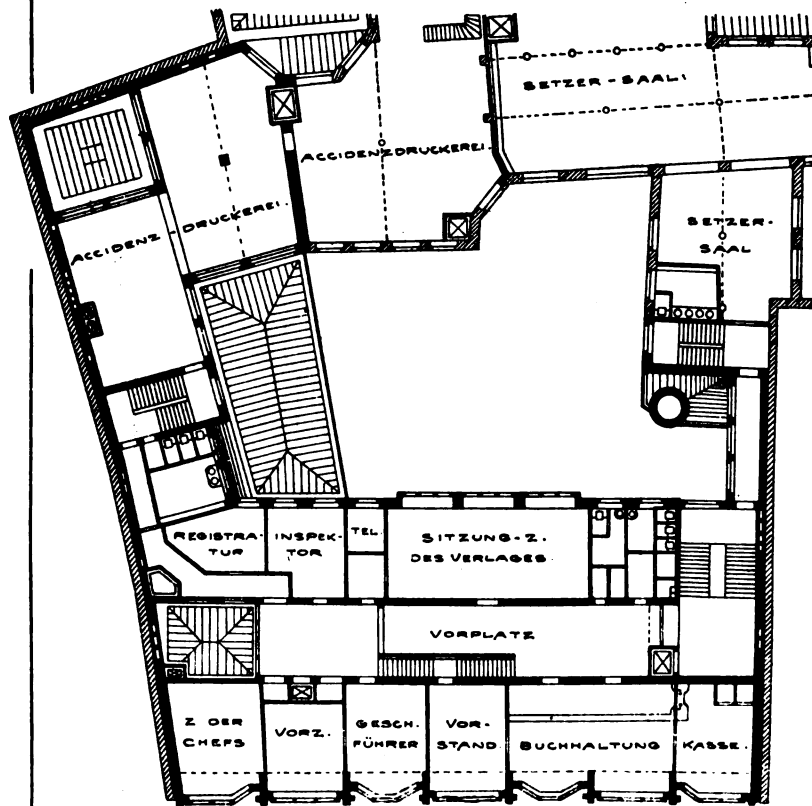 SETZER-SAAL.
ACCIDENZDRUCKEREI.
ACCIDENZ-DRUCKEREI.
SETZER-
SAAL
REGISTRA-
TUR
INSPEK-
TOR
TEL.
SITZUNG-Z.
DES VERLAGES.
VORPLATZ
Z DER
CHEFS
VORZ.
GESCH.
FÜHRER
VOR-
STAND.
BUCHHALTUNG
KASSE.